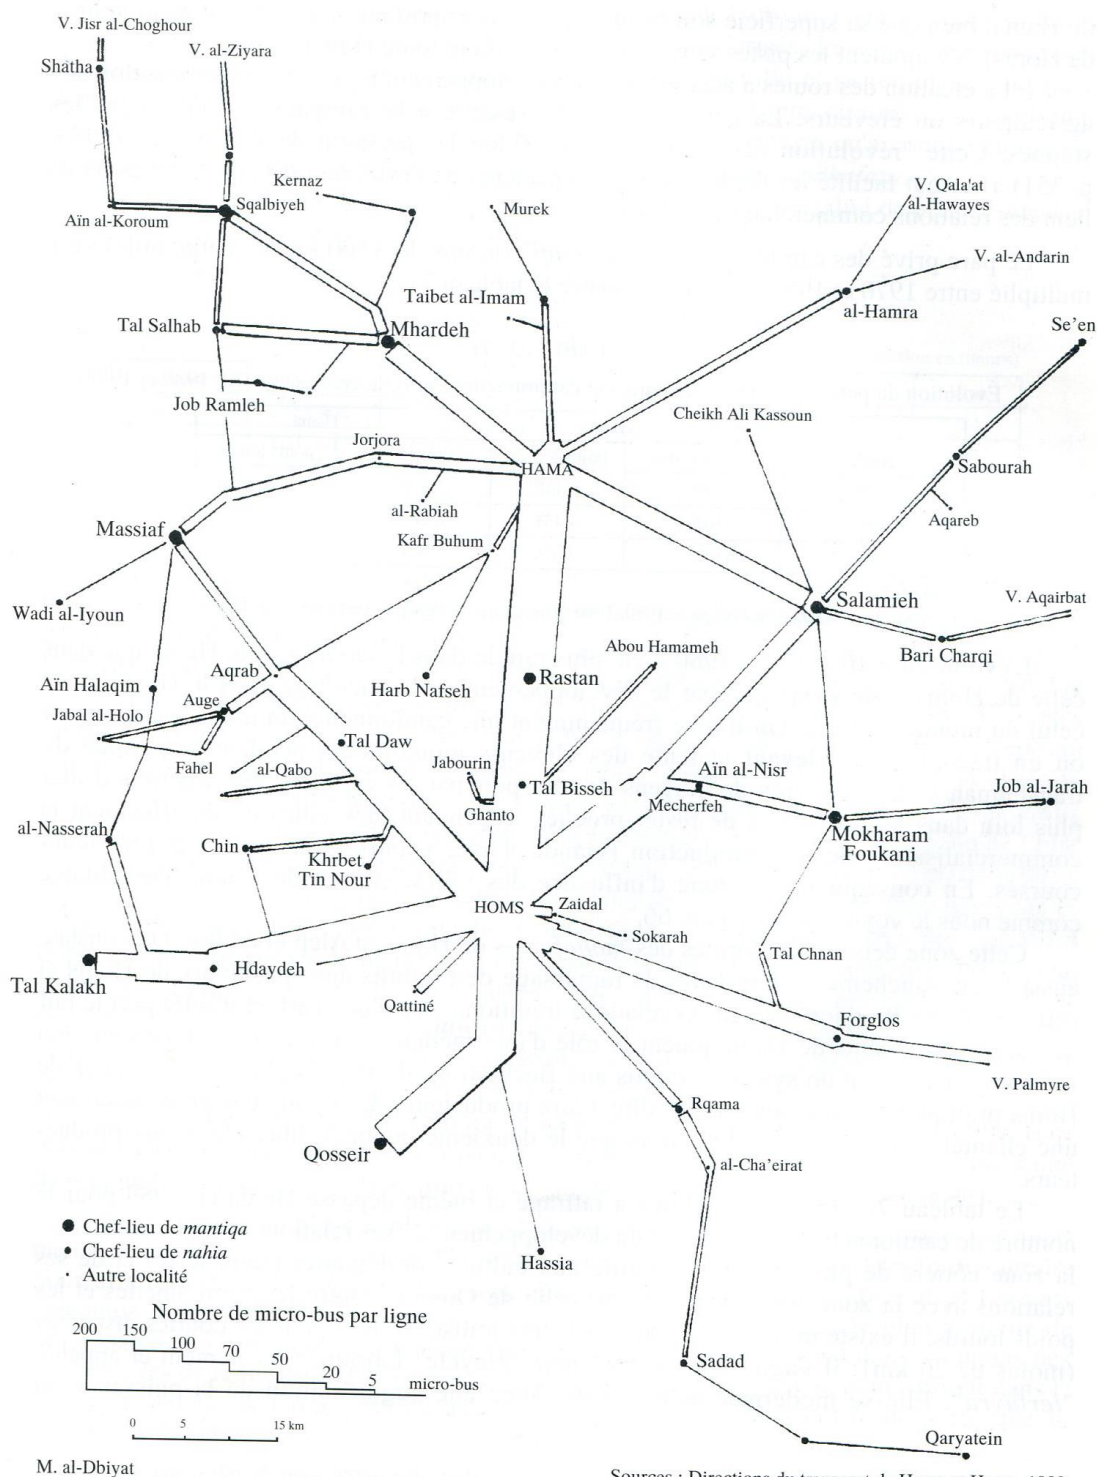 V. Jisr al-Choghour
V. al-Ziyara
Shatha
Kernaz
Murek
V. Qala'at
al-Hawayes
Sqalbiyeh
Aïn al-Koroum
V. al-Andarin
Taibet al-Imam
al-Hamra
Se'en
Tal Salhab
Mhardeh
Job Ramleh
Cheikh Ali Kassoun
Jorjora
HAMA
Sabourah
al-Rabiah
Aqareb
Massiaf
Kafr Buhum
Wadi al-Iyoun
Salamieh
V. Aqairbat
Bari Charqi
Abou Hamameh
Aqrab
Rastan
Aïn Halaqim
Harb Nafseh
Auge
Jabal al-Holo
Tal Daw
Fahel
al-Qabo
Jabourin
Tal Bisseh
Aïn al-Nisr
Job al-Jarah
Mecherfeh
Ghanto
al-Nasserah
Mokharam
Foukani
Chin
Khrbet
Tin Nour
HOMS
Zaidal
Sokarah
Tal Chnan
Hdaydeh
Tal Kalakh
Qattiné
Forglos
V. Palmyre
Rqama
Qosseir
al-Cha'eirat
Hassia
Sadad
Qaryatein
Chef-lieu de mantiqa
Chef-lieu de nahia
Autre localité
Nombre de micro-bus par ligne
200 150 100 70 50 20 5
micro-bus
0 5 15 km
M. al-Dbiyat